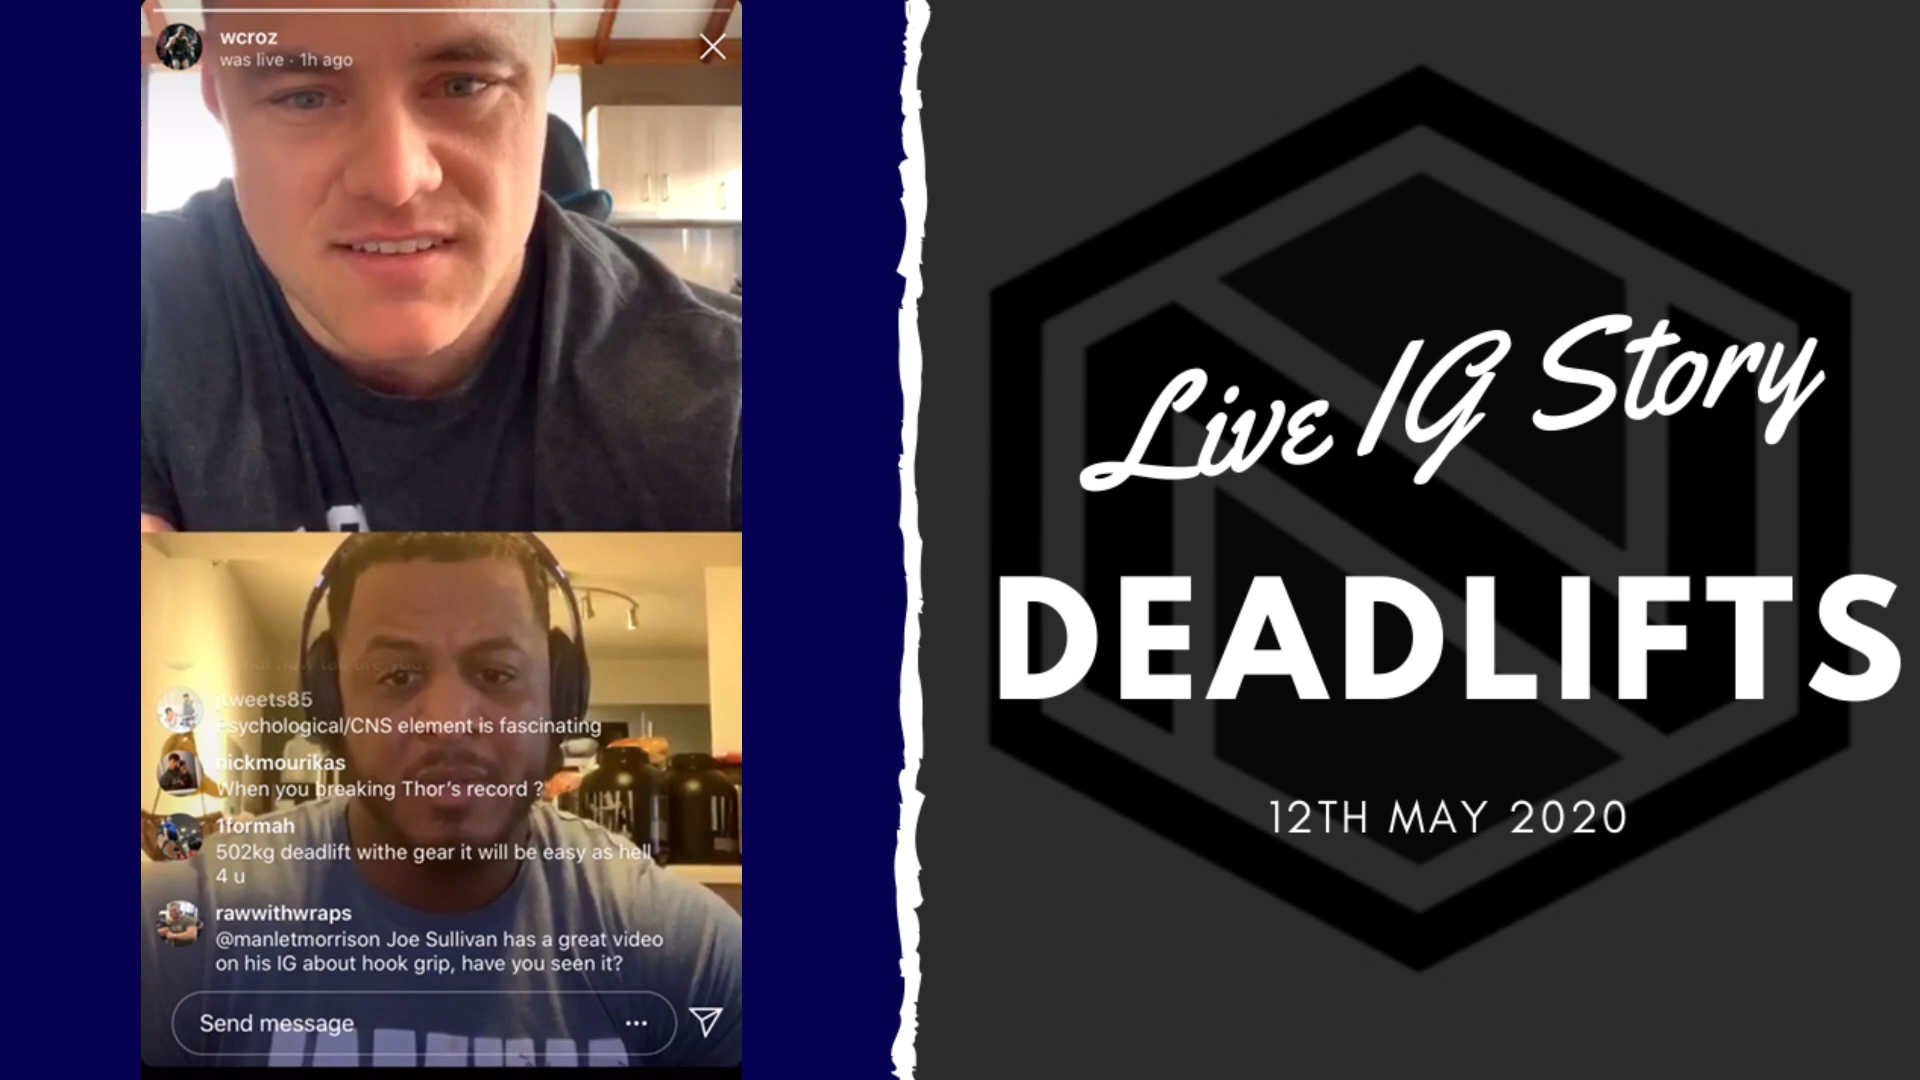 wcroz
was live · 1h ago
tweets85
Psychological/CNS element is fascinating
nickmourikas
When you breaking Thor's record ?
1formah
502kg deadlift withe gear it will be easy as hell
4 u
rawwithwraps
@manletmorrison Joe Sullivan has a great video
on his IG about hook grip, have you seen it?
Send message
Live IG Story
DEADLIFTS
12TH MAY 2020